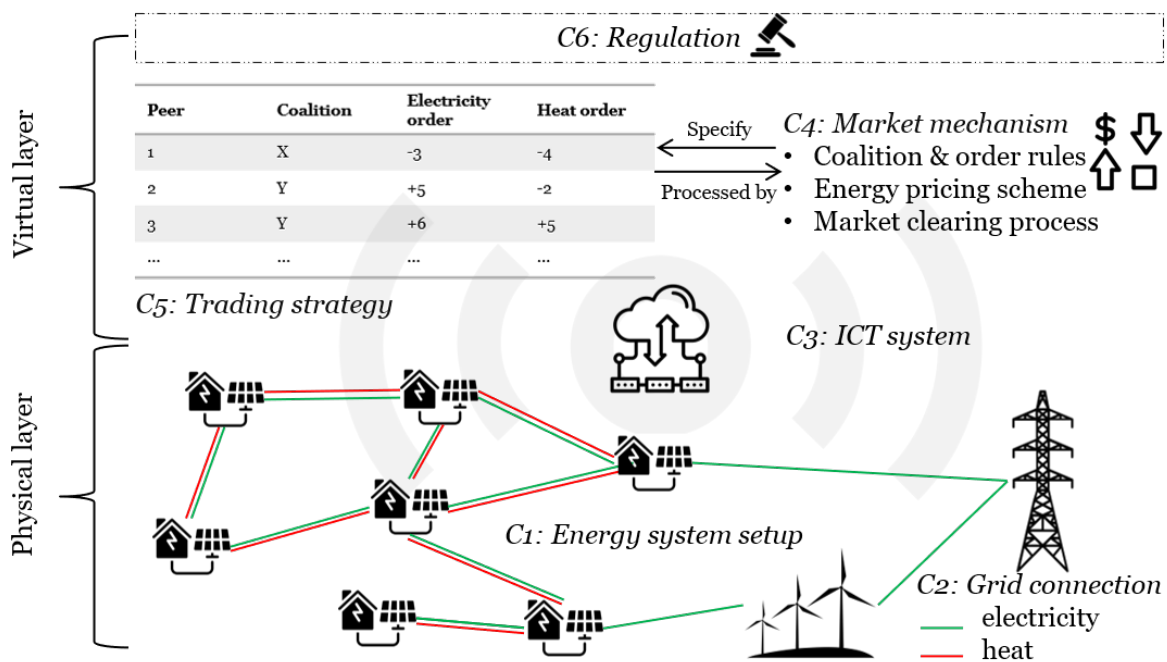 C6: Regulation
Virtual layer
Peer Coalition Electricity order Heat order
1 X -3 -4
2 Y +5 -2
3 Y +6 +5
... ... ... ...
Specify
Processed by
C4: Market mechanism
$
• Coalition & order rules
• Energy pricing scheme
• Market clearing process
C5: Trading strategy
C3: ICT system
Physical layer
C1: Energy system setup
C2: Grid connection
electricity
heat